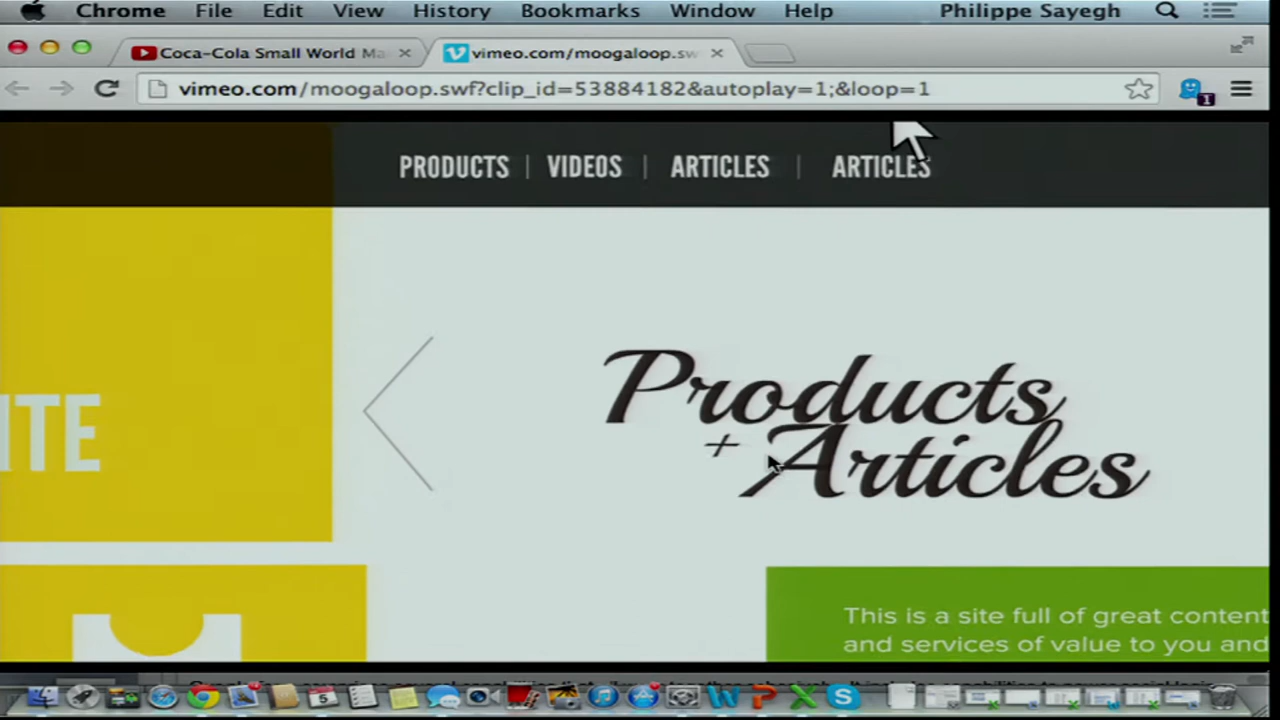 Chrome File Edit View History Bookmarks Window Help Philippe Sayegh
Coca-Cola Small World Ma
vimeo.com/moogaloop.sw
vimeo.com/moogaloop.swf?clip_id=53884182&autoplay=1;&loop=1
PRODUCTS | VIDEOS | ARTICLES | ARTICLES
ITE
Products
+ Articles
This is a site full of great content
and services of value to you and